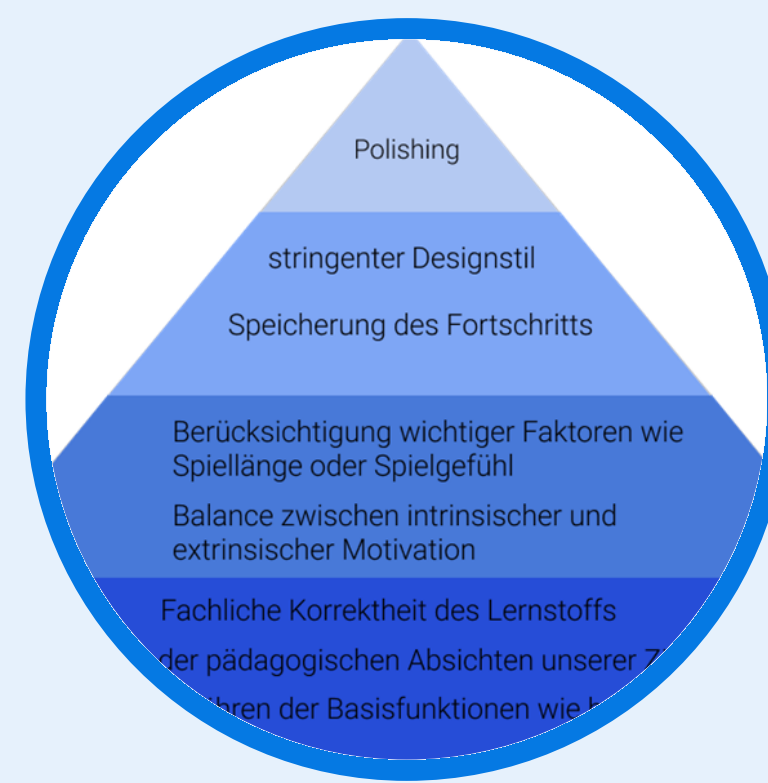 Polishing
stringenter Designstil
Speicherung des Fortschritts
Berücksichtigung wichtiger Faktoren wie
Spiellänge oder Spielgefühl
Balance zwischen intrinsischer und
extrinsischer Motivation
Fachliche Korrektheit des Lernstoffs
der pädagogischen Absichten unserer
der Basisfunktionen wie